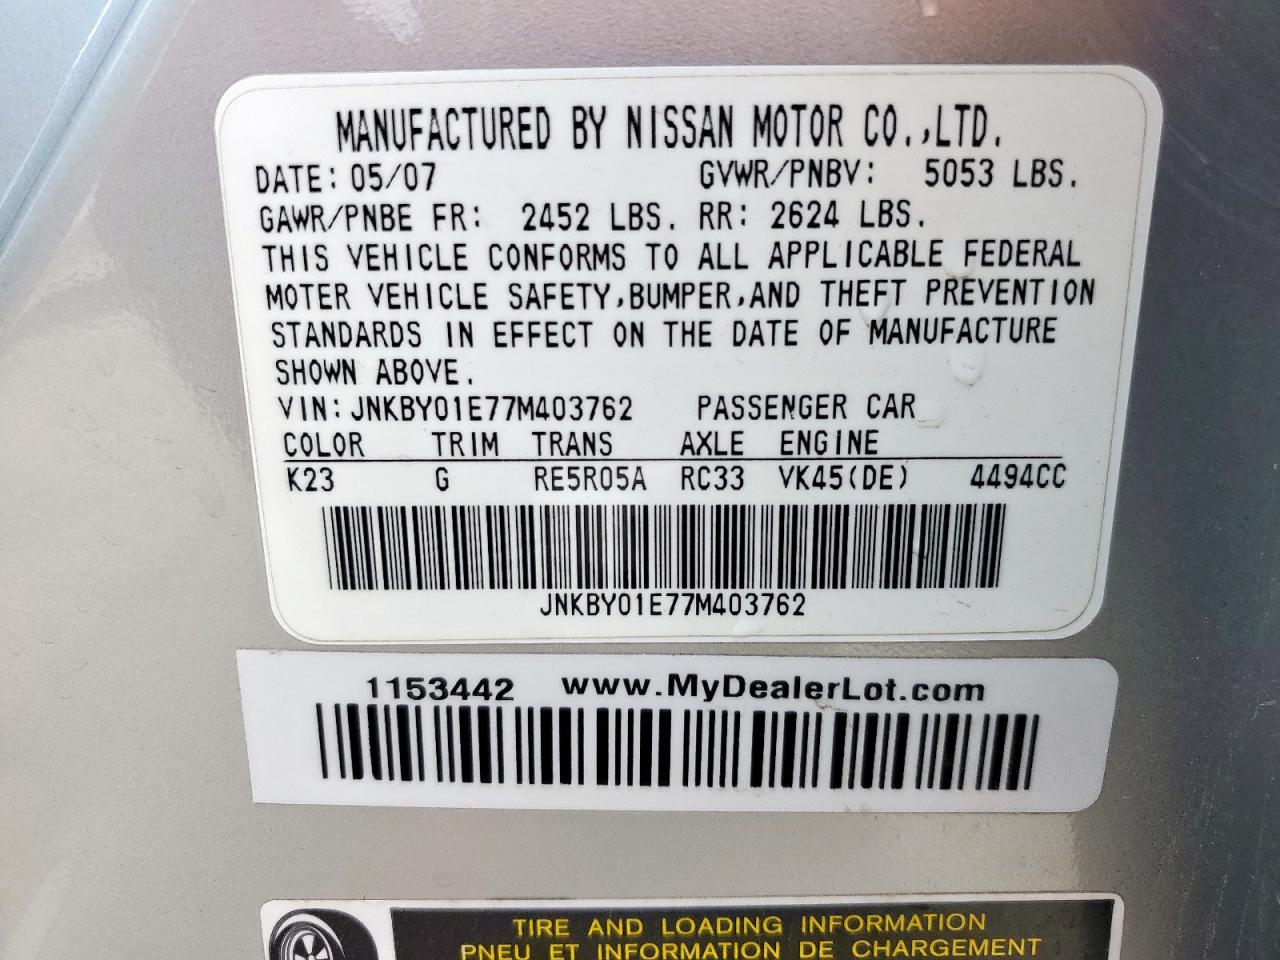 MANUFACTURED BY NISSAN MOTOR CO.,LTD.
DATE: 05/07 GVWR/PNBV: 5053 LBS.
GAWR/PNBE FR: 2452 LBS. RR: 2624 LBS.
THIS VEHICLE CONFORMS TO ALL APPLICABLE FEDERAL
MOTER VEHICLE SAFETY,BUMPER,AND THEFT PREVENTION
STANDARDS IN EFFECT ON THE DATE OF MANUFACTURE
SHOWN ABOVE.
VIN: JNKBY01E77M403762 PASSENGER CAR
COLOR TRIM TRANS AXLE ENGINE
K23 G RE5R05A RC33 VK45(DE) 4494CC
JNKBY01E77M403762
1153442 www.MyDealerLot.com
TIRE AND LOADING INFORMATION
PNEU ET INFORMATION DE CHARGEMENT